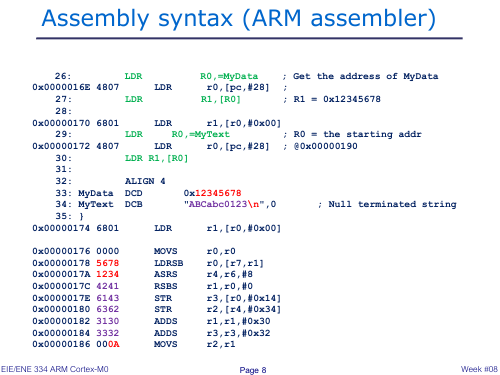 Assembly syntax (ARM assembler)
26: LDR R0,=MyData ; Get the address of MyData
0x0000016E 4807 LDR r0,[pc,#28] ;
27: LDR R1,[R0] ; R1 = 0x12345678
28:
0x00000170 6801 LDR r1,[r0,#0x00]
29: LDR R0,=MyText ; R0 = the starting addr
0x00000172 4807 LDR r0,[pc,#28] ; @0x00000190
30: LDR R1,[R0]
31:
32: ALIGN 4
33: MyData DCD 0x12345678
34: MyText DCB "ABCabc0123\n",0 ; Null terminated string
35: }
0x00000174 6801 LDR r1,[r0,#0x00]
0x00000176 0000 MOVS r0,r0
0x00000178 5678 LDRSB r0,[r7,r1]
0x0000017A 1234 ASRS r4,r6,#8
0x0000017C 4241 RSBS r1,r0,#0
0x0000017E 6143 STR r3,[r0,#0x14]
0x00000180 6362 STR r2,[r4,#0x34]
0x00000182 3130 ADDS r1,r1,#0x30
0x00000184 3332 ADDS r3,r3,#0x32
0x00000186 000A MOVS r2,r1
EIE/ENE 334 ARM Cortex-M0 Page 8 Week #08